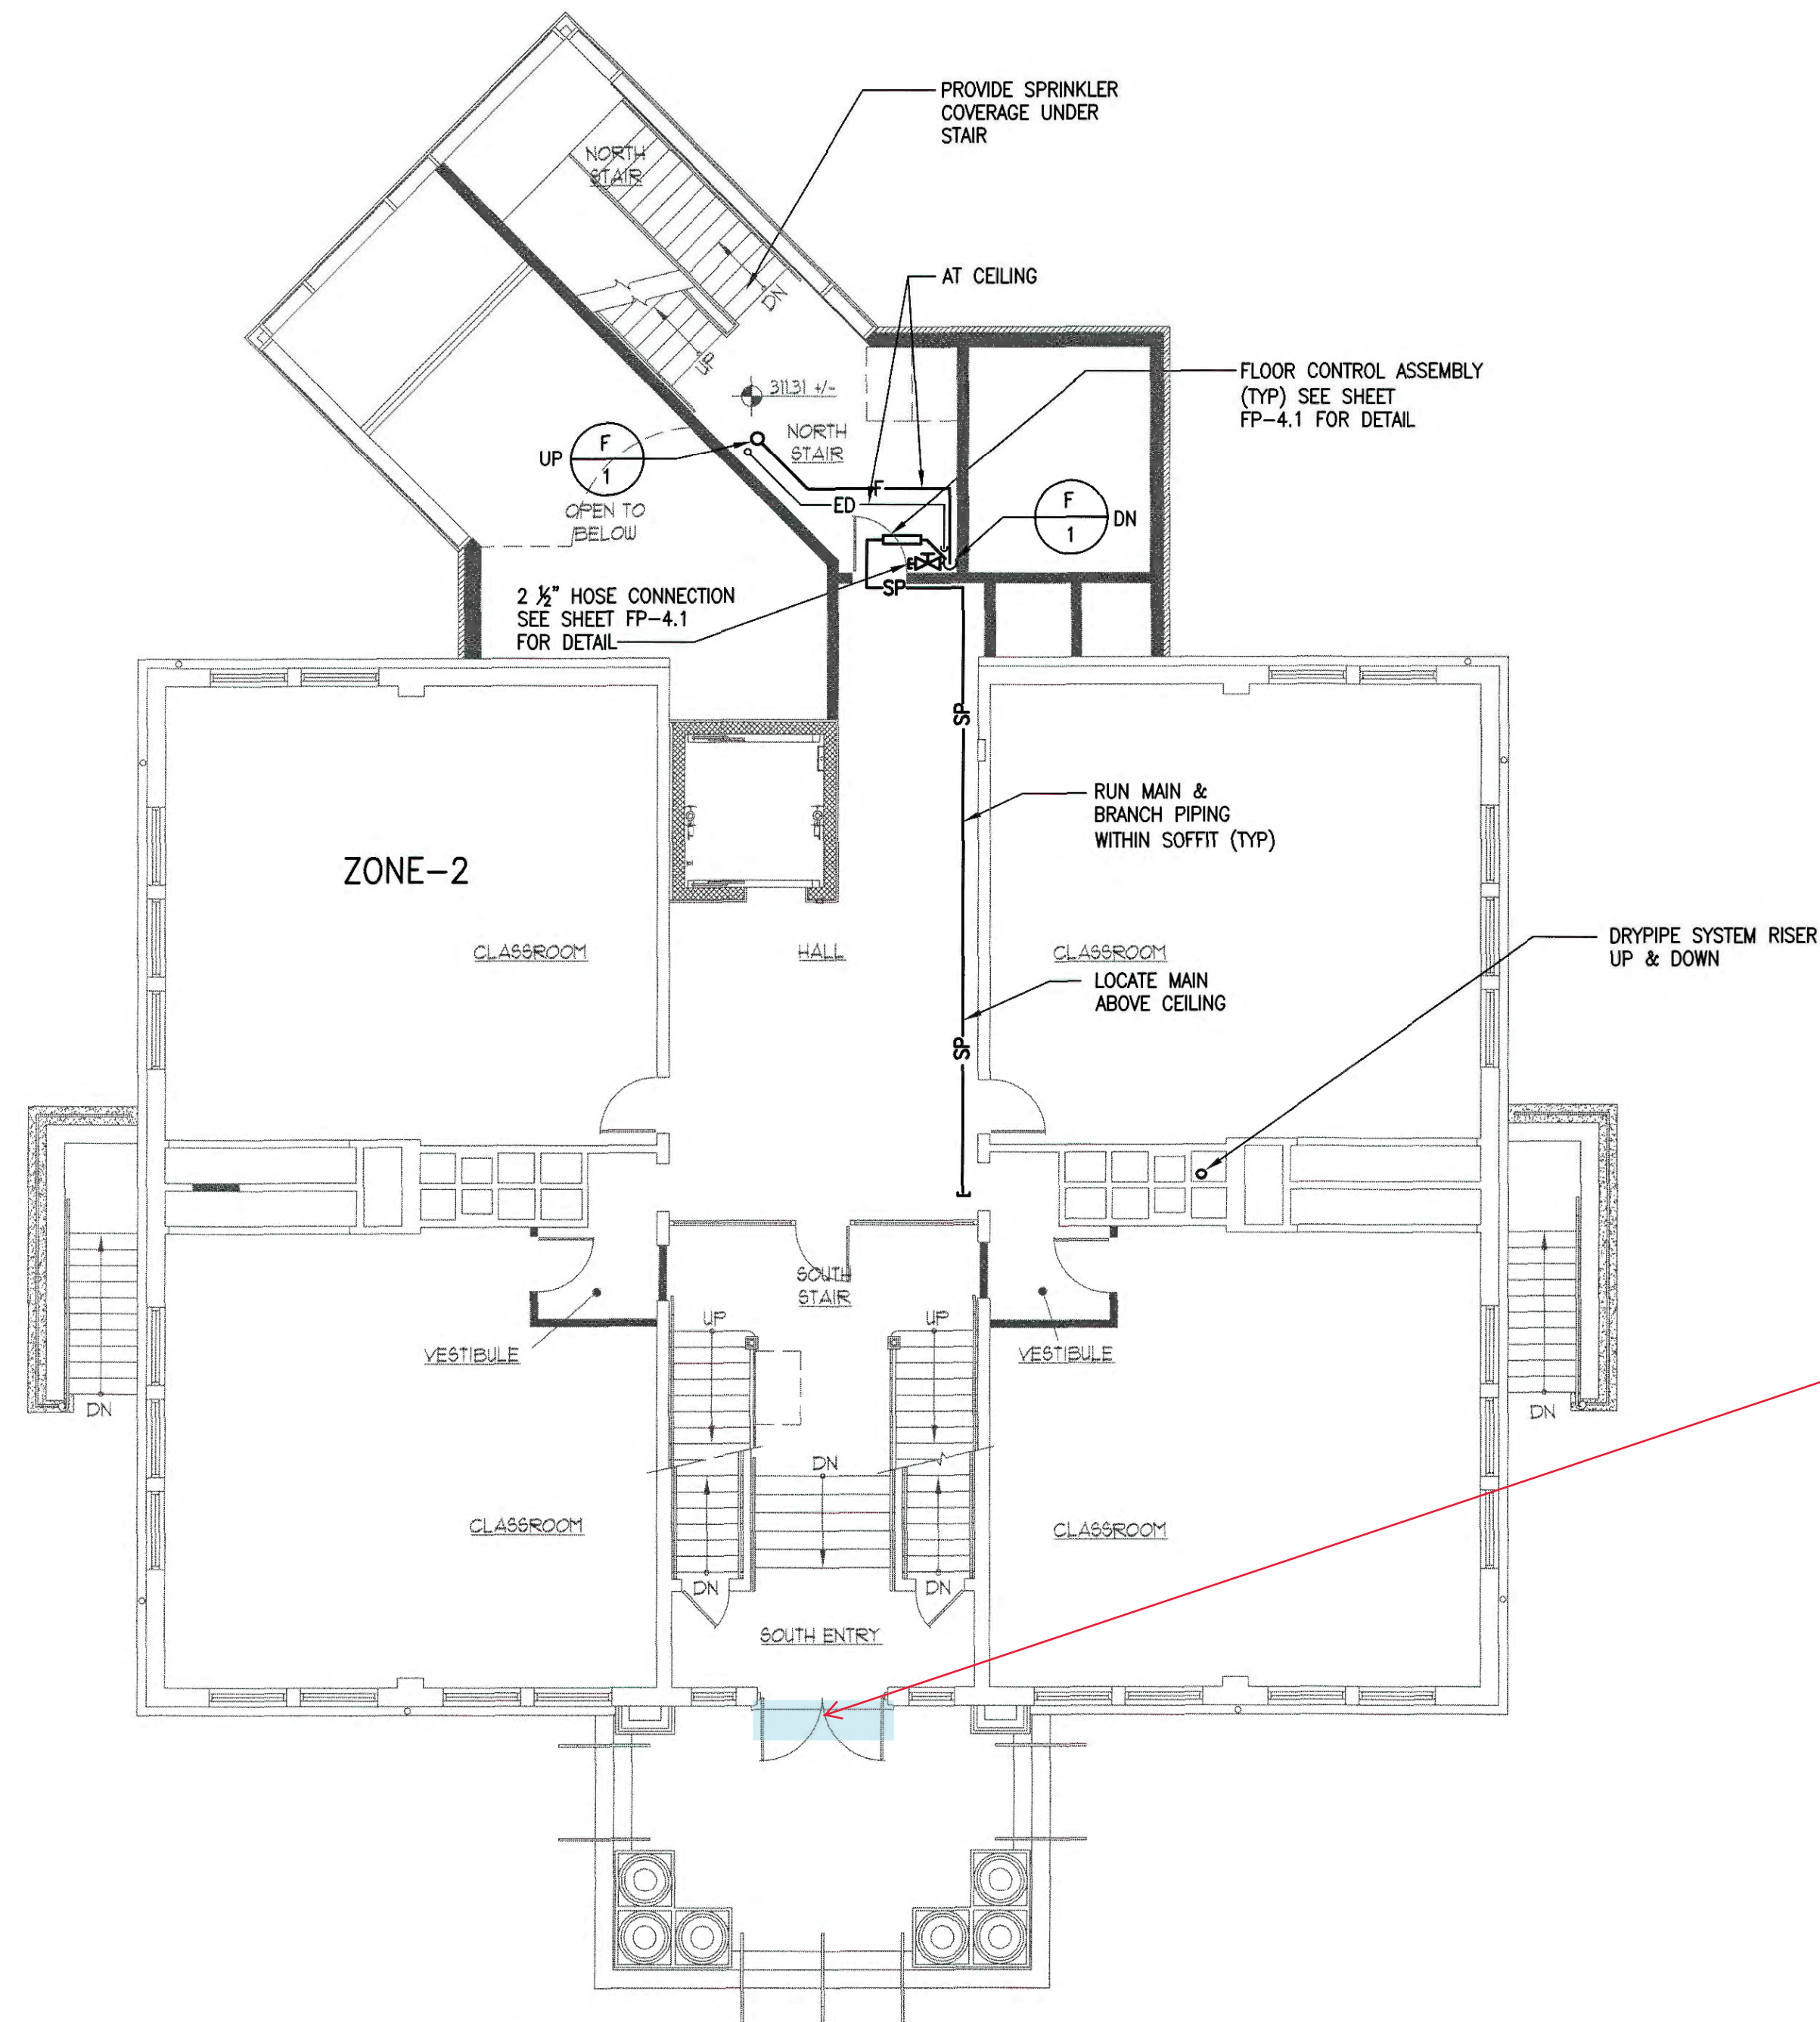 PROVIDE SPRINKLER
COVERAGE UNDER
STAIR
NORTH
STAIR
DN
UP
AT CEILING
311.31 +/-
FLOOR CONTROL ASSEMBLY
(TYP) SEE SHEET
FP-4.1 FOR DETAIL
NORTH
STAIR
UP
F
1
OPEN TO
BELOW
F
ED
F
1
DN
2 ½" HOSE CONNECTION
SEE SHEET FP-4.1
FOR DETAIL
SP
SP
RUN MAIN &
BRANCH PIPING
WITHIN SOFFIT (TYP)
ZONE-2
CLASSROOM
HALL
CLASSROOM
DRYPIPE SYSTEM RISER
UP & DOWN
LOCATE MAIN
ABOVE CEILING
SP
SOUTH
STAIR
UP
UP
VESTIBULE
VESTIBULE
DN
DN
DN
CLASSROOM
CLASSROOM
DN
DN
SOUTH ENTRY